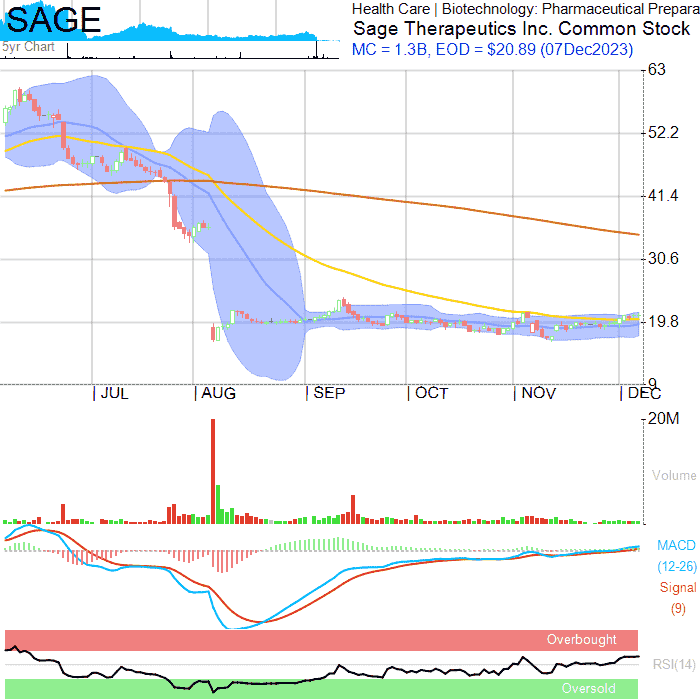 SAGE
5yr Chart
Health Care | Biotechnology: Pharmaceutical Prepara
Sage Therapeutics Inc. Common Stock
MC = 1.3B, EOD = $20.89 (07Dec2023)
63
52.2
41.4
30.6
19.8
9
JUL
AUG
SEP
OCT
NOV
DEC
20M
Volume
MACD
(12-26)
Signal
(9)
Overbought
RSI(14)
Oversold